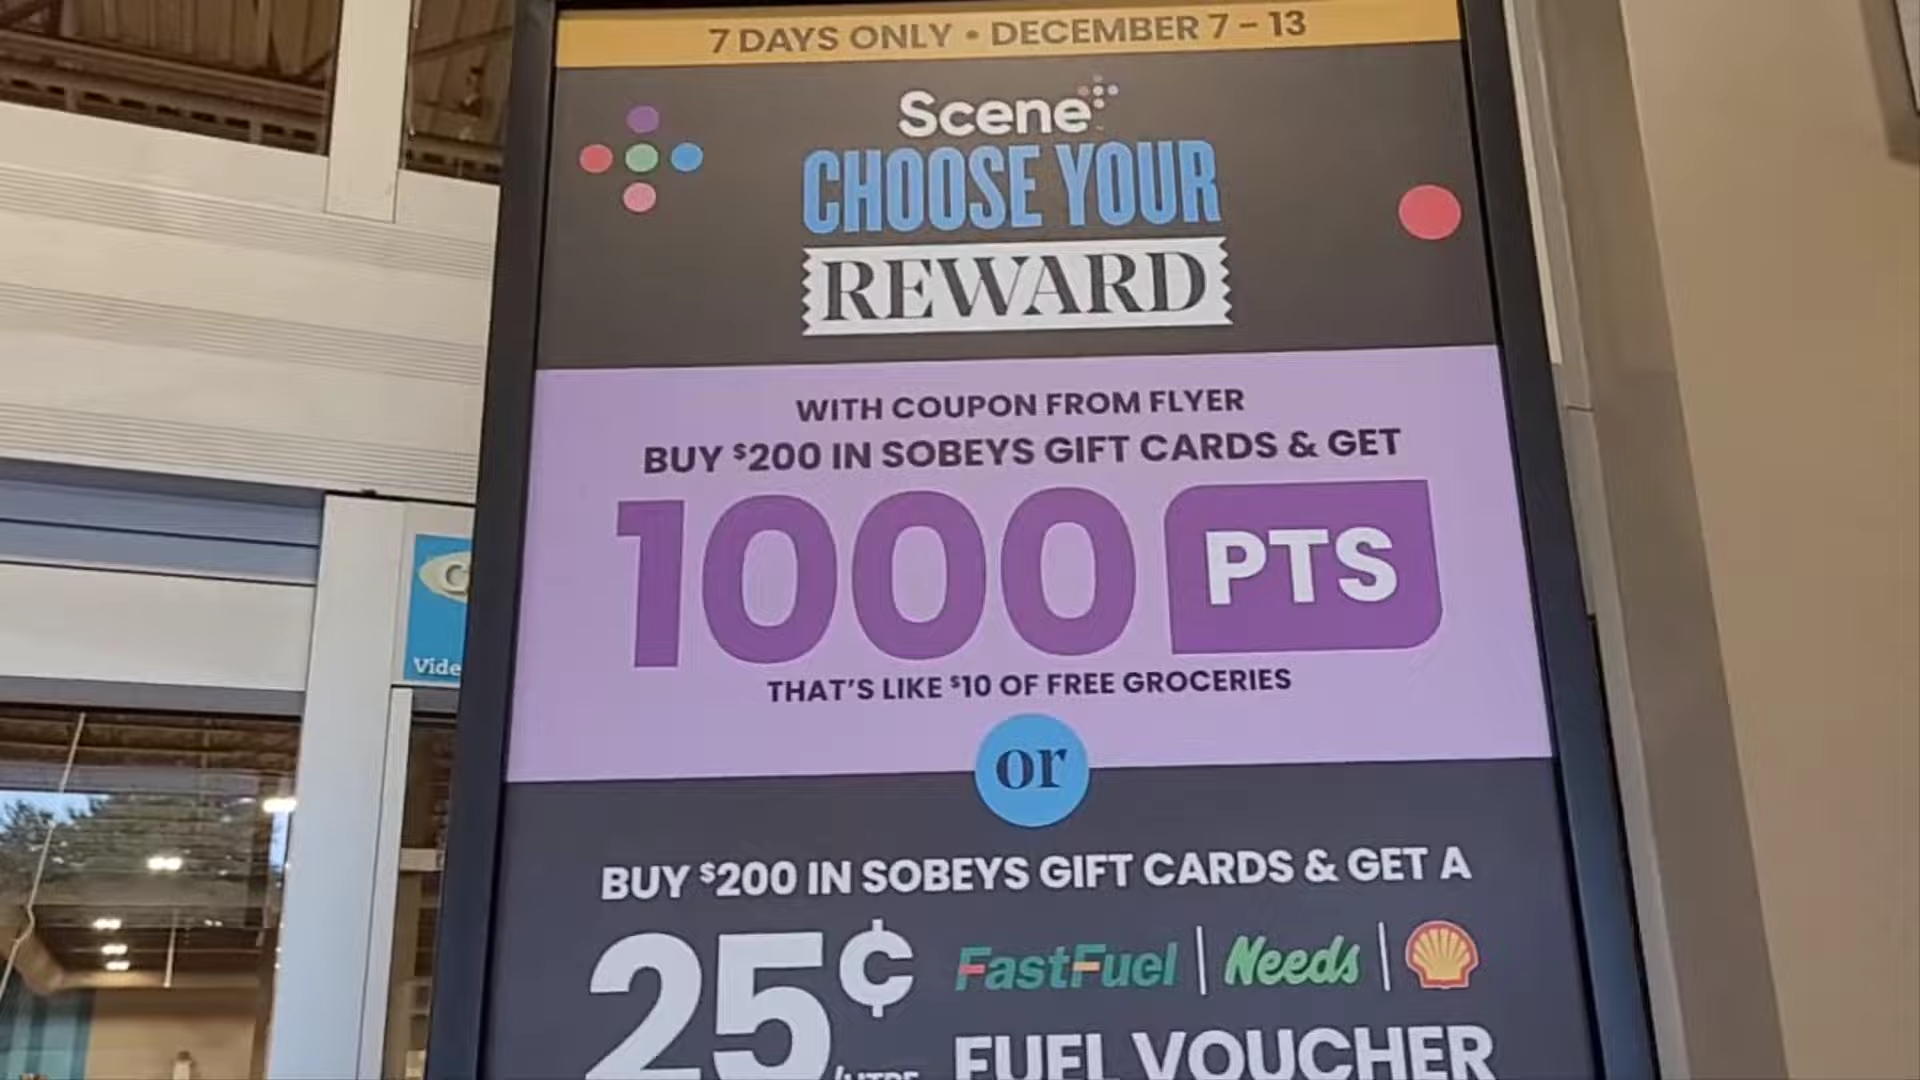 7 DAYS ONLY • DECEMBER 7 – 13
Scene
CHOOSE YOUR
REWARD
WITH COUPON FROM FLYER
BUY $200 IN SOBEYS GIFT CARDS & GET
1000 PTS
THAT'S LIKE $10 OF FREE GROCERIES
or
BUY $200 IN SOBEYS GIFT CARDS & GET A
25¢ FastFuel | Needs |
/LITRE FUEL VOUCHER